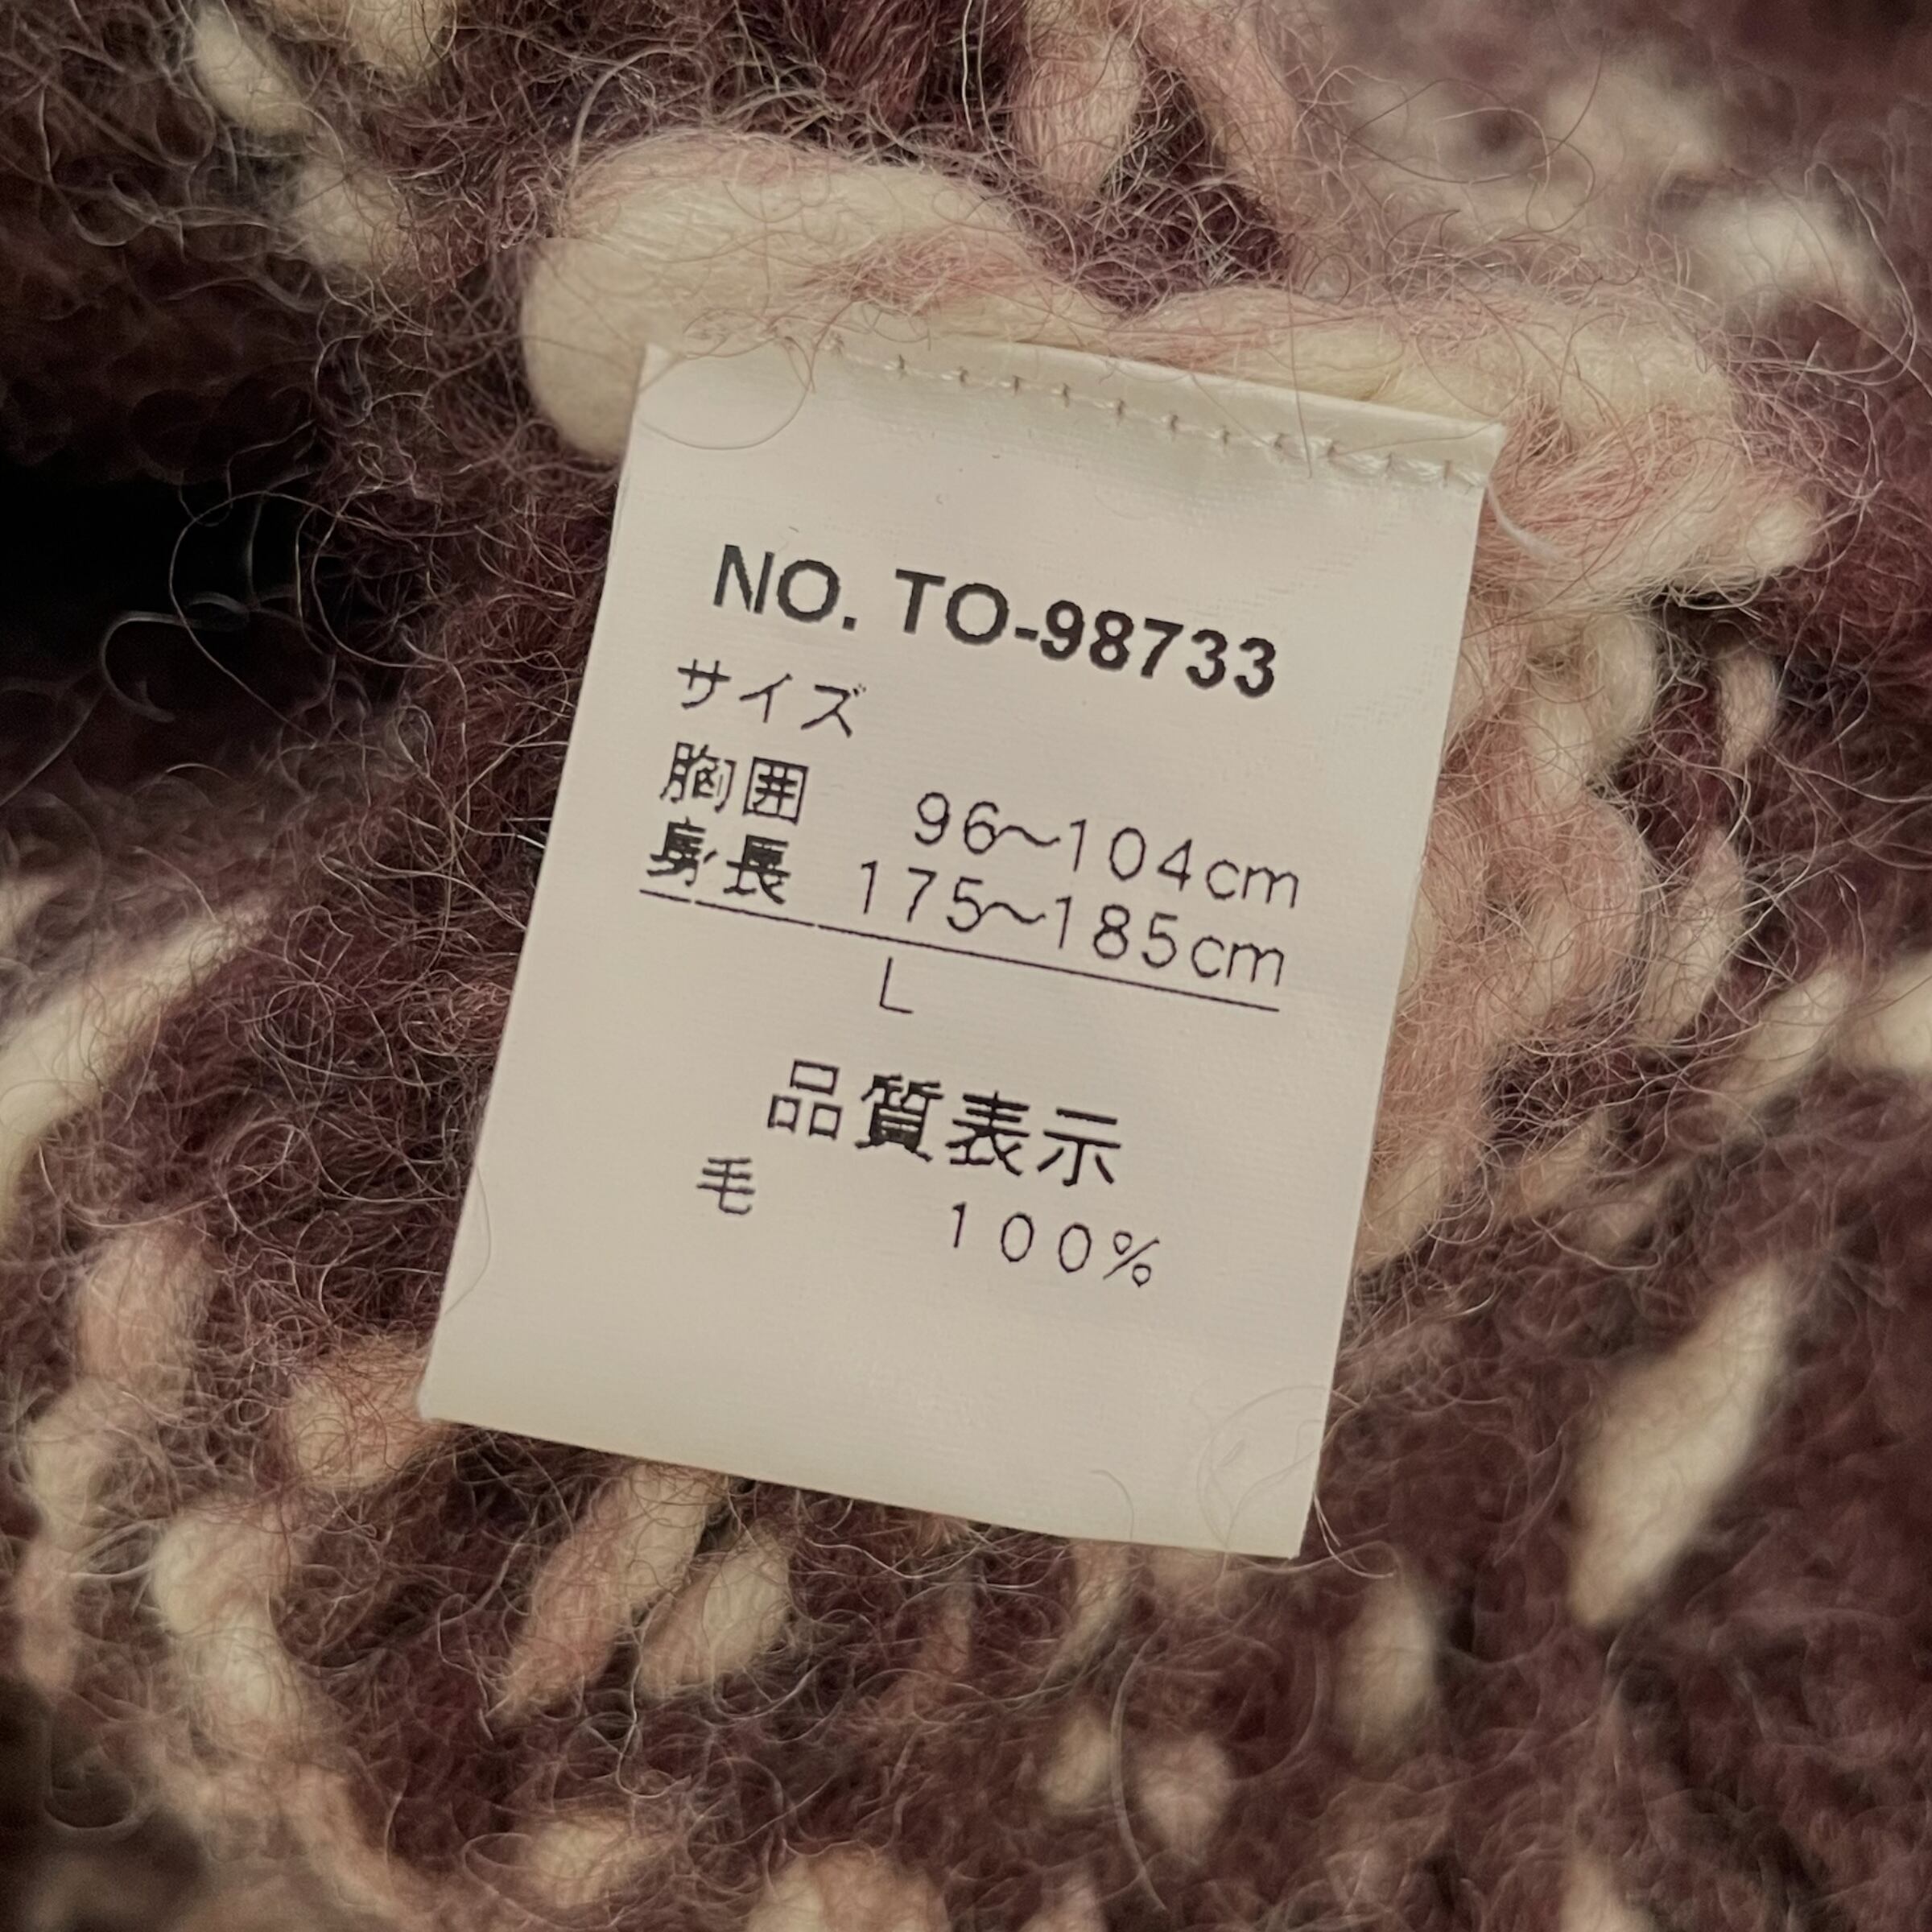 NO. TO-98733
サイズ
胸囲 96～104cm
身長 175～185cm
L
品質表示
毛 100%